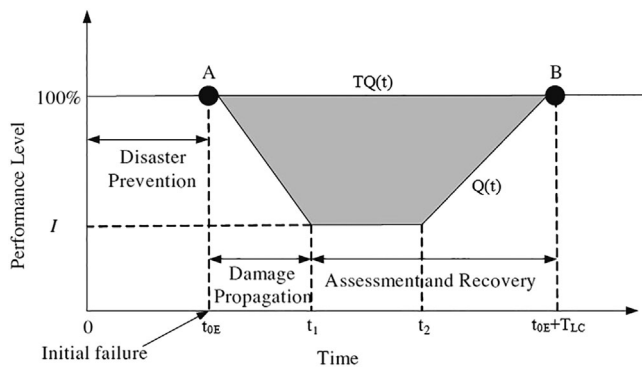 A
B
TQ(t)
100%
Disaster
Prevention
Q(t)
I
Damage
Propagation
Assessment and Recovery
0
t0E
t1
t2
t0E+TLC
Initial failure
Time
Performance Level